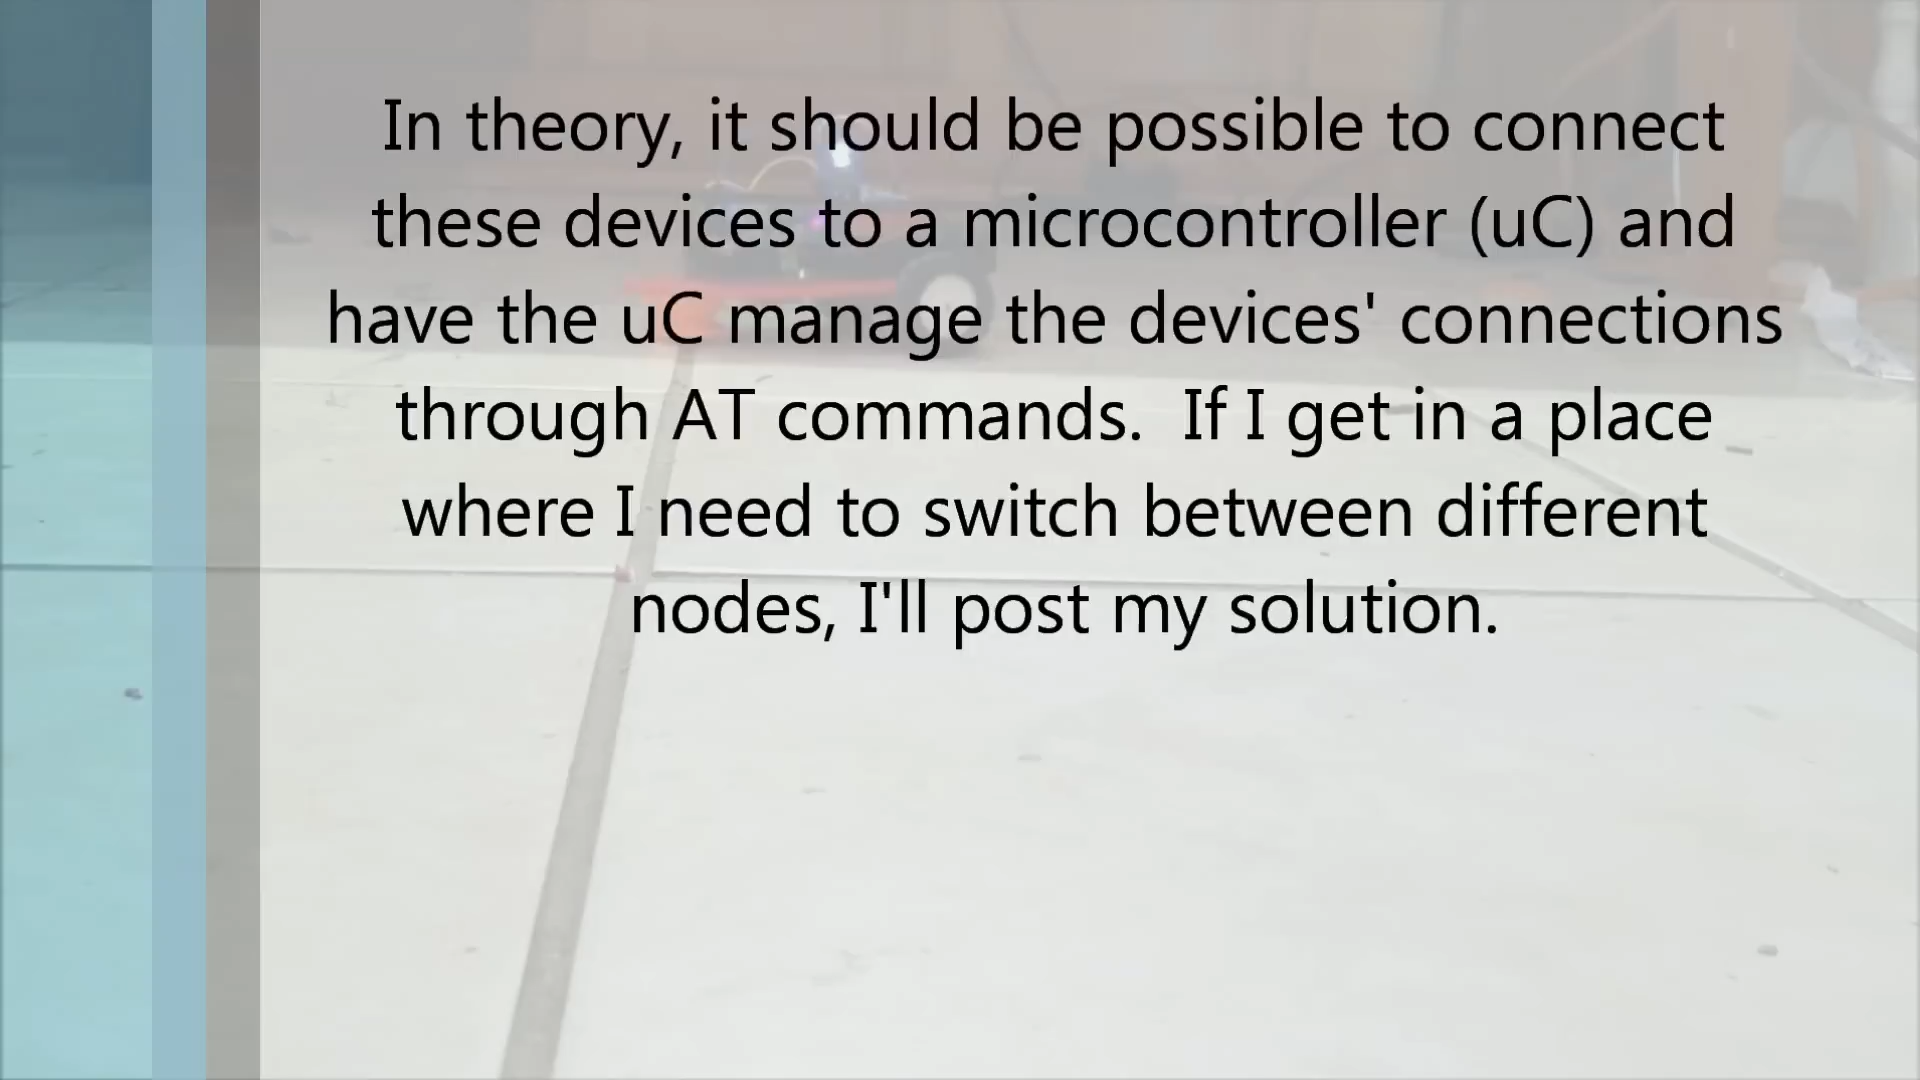 In theory, it should be possible to connect
these devices to a microcontroller (uC) and
have the uC manage the devices' connections
through AT commands.  If I get in a place
where I need to switch between different
nodes, I'll post my solution.